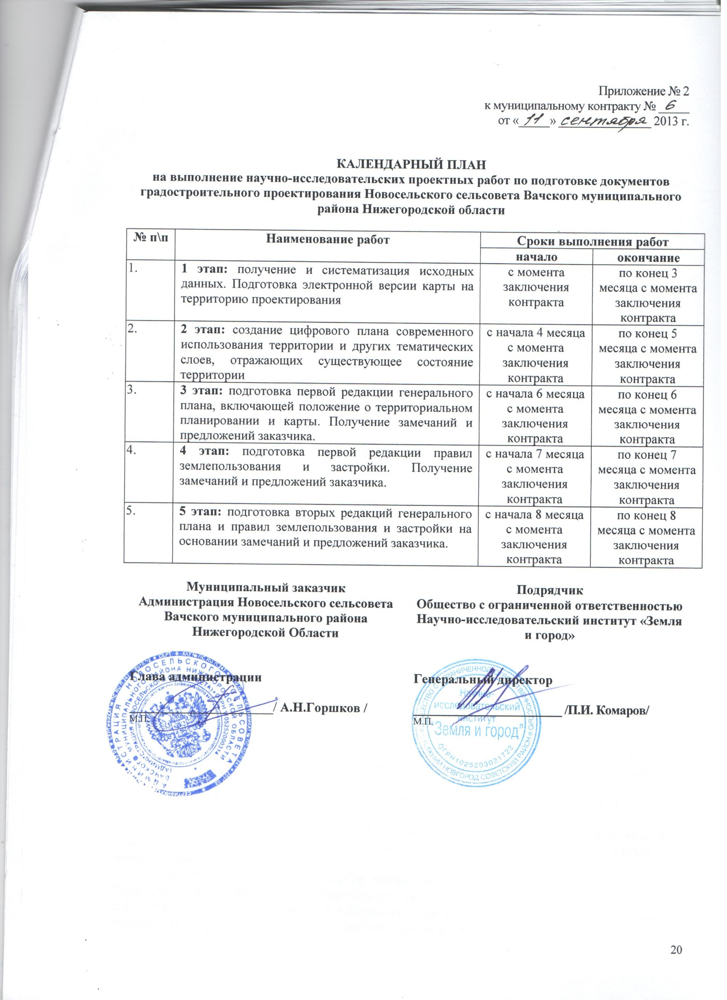 Приложение № 2
к муниципальному контракту № 6
от « 11 » сентября 2013 г.
КАЛЕНДАРНЫЙ ПЛАН
на выполнение научно-исследовательских проектных работ по подготовке документов
градостроительного проектирования Новосельского сельсовета Вачского муниципального
района Нижегородской области
№ п\п
Наименование работ
Сроки выполнения работ
начало
окончание
1.
1 этап: получение и систематизация исходных
данных. Подготовка электронной версии карты на
территорию проектирования
с момента
заключения
контракта
по конец 3
месяца с момента
заключения
контракта
2.
2 этап: создание цифрового плана современного
использования территории и других тематических
слоев, отражающих существующее состояние
территории
с начала 4 месяца
с момента
заключения
контракта
по конец 5
месяца с момента
заключения
контракта
3.
3 этап: подготовка первой редакции генерального
плана, включающей положение о территориальном
планировании и карты. Получение замечаний и
предложений заказчика.
с начала 6 месяца
с момента
заключения
контракта
по конец 6
месяца с момента
заключения
контракта
4.
4 этап: подготовка первой редакции правил
землепользования и застройки. Получение
замечаний и предложений заказчика.
с начала 7 месяца
с момента
заключения
контракта
по конец 7
месяца с момента
заключения
контракта
5.
5 этап: подготовка вторых редакций генерального
плана и правил землепользования и застройки на
основании замечаний и предложений заказчика.
с начала 8 месяца
с момента
заключения
контракта
по конец 8
месяца с момента
заключения
контракта
Муниципальный заказчик
Администрация Новосельского сельсовета
Вачского муниципального района
Нижегородской Области
Глава администрации
/ А.Н.Горшков /
М.П.
Подрядчик
Общество с ограниченной ответственностью
Научно-исследовательский институт «Земля
и город»
Генеральный директор
/П.И. Комаров/
М.П.
Научно-
исследовательский
институт
"Земля и город"
ОГРН1025203021722
20